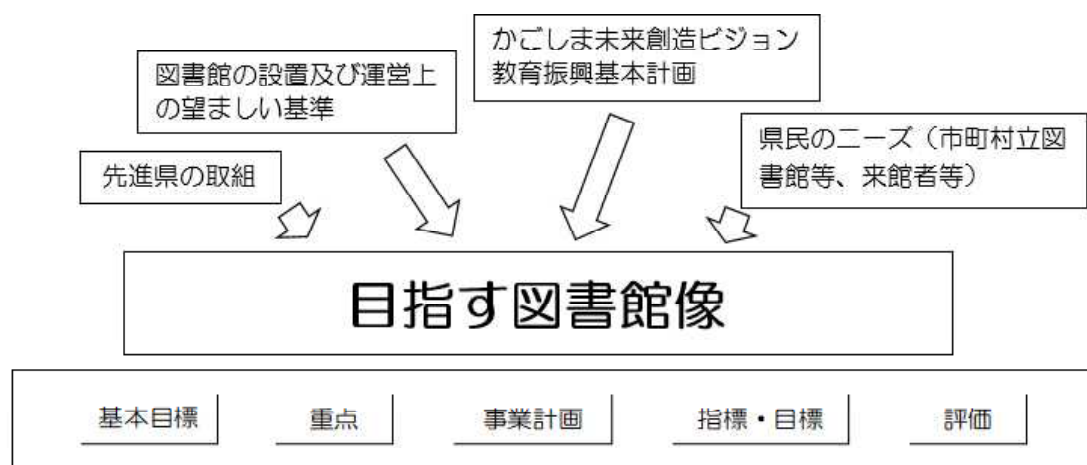 かごしま未来創造ビジョン
教育振興基本計画
図書館の設置及び運営上
の望ましい基準
県民のニーズ（市町村立図
書館等、来館者等）
先進県の取組
目指す図書館像
基本目標
重点
事業計画
指標・目標
評価